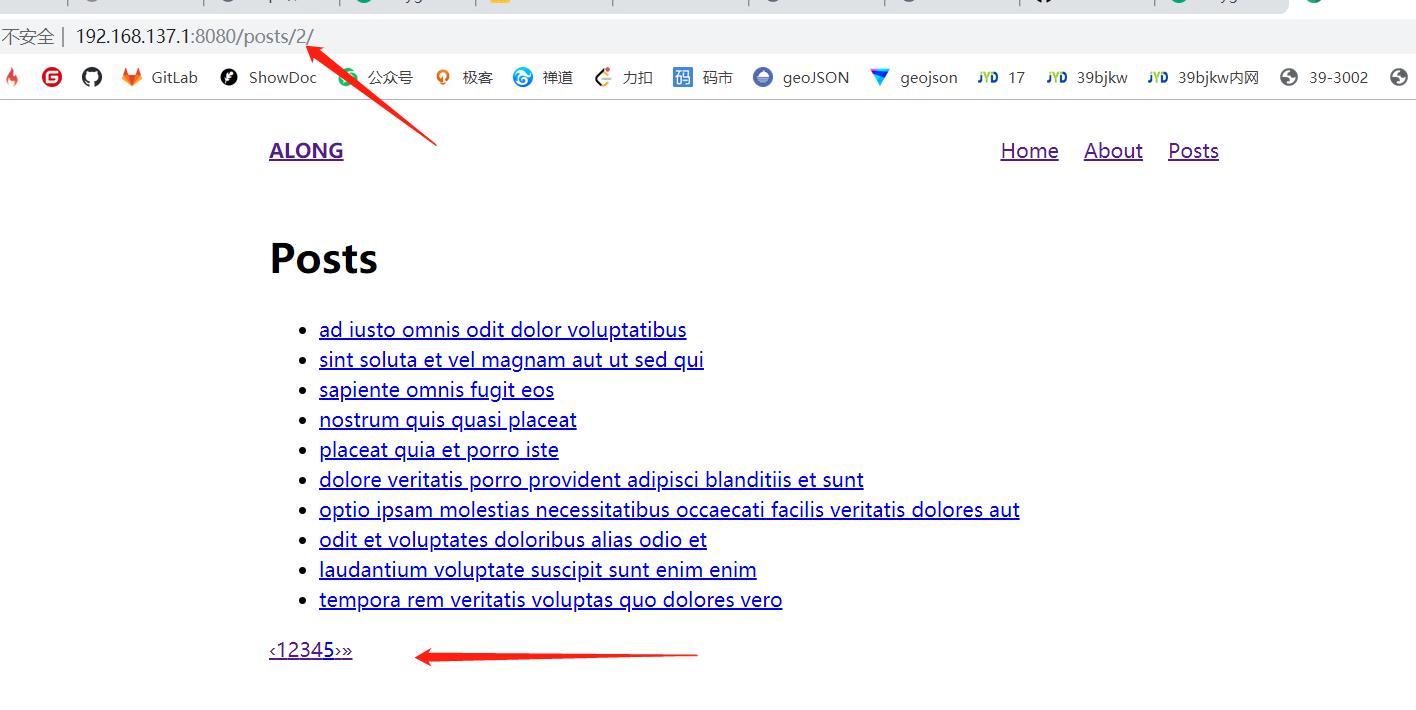 不安全 | 192.168.137.1:8080/posts/2/
GitLab ShowDoc 公众号 极客 禅道 力扣 码 码市 geoJSON geojson JYD 17 JYD 39bjkw JYD 39bjkw内网 39-3002
ALONG Home About Posts
Posts
ad iusto omnis odit dolor voluptatibus
sint soluta et vel magnam aut ut sed qui
sapiente omnis fugit eos
nostrum quis quasi placeat
placeat quia et porro iste
dolore veritatis porro provident adipisci blanditiis et sunt
optio ipsam molestias necessitatibus occaecati facilis veritatis dolores aut
odit et voluptates doloribus alias odio et
laudantium voluptate suscipit sunt enim enim
tempora rem veritatis voluptas quo dolores vero
‹12345›»